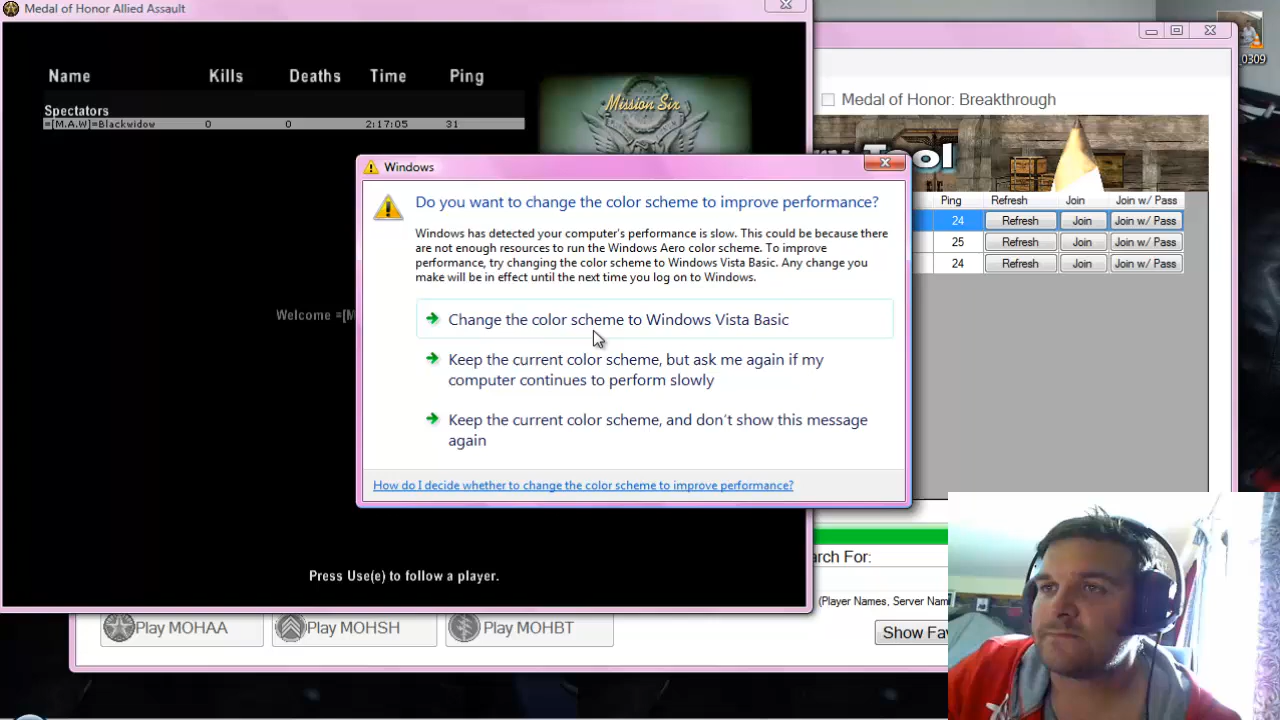 Medal of Honor Allied Assault
Name Kills Deaths Time Ping
Spectators
=[M.A.W]=Blackwidow 0 0 2:17:05 31
Mission Six
Welcome =[M
Press Use(e) to follow a player.
Windows
Do you want to change the color scheme to improve performance?
Windows has detected your computer's performance is slow. This could be because there
are not enough resources to run the Windows Aero color scheme. To improve
performance, try changing the color scheme to Windows Vista Basic. Any change you
make will be in effect until the next time you log on to Windows.
Change the color scheme to Windows Vista Basic
Keep the current color scheme, but ask me again if my
computer continues to perform slowly
Keep the current color scheme, and don't show this message
again
How do I decide whether to change the color scheme to improve performance?
Medal of Honor: Breakthrough
ry Tool
Ping Refresh Join Join w/ Pass
24 Refresh Join Join w/ Pass
25 Refresh Join Join w/ Pass
24 Refresh Join Join w/ Pass
arch For:
(Player Names, Server Nam
Show Fav
Play MOHAA
Play MOHSH
Play MOHBT
_0309